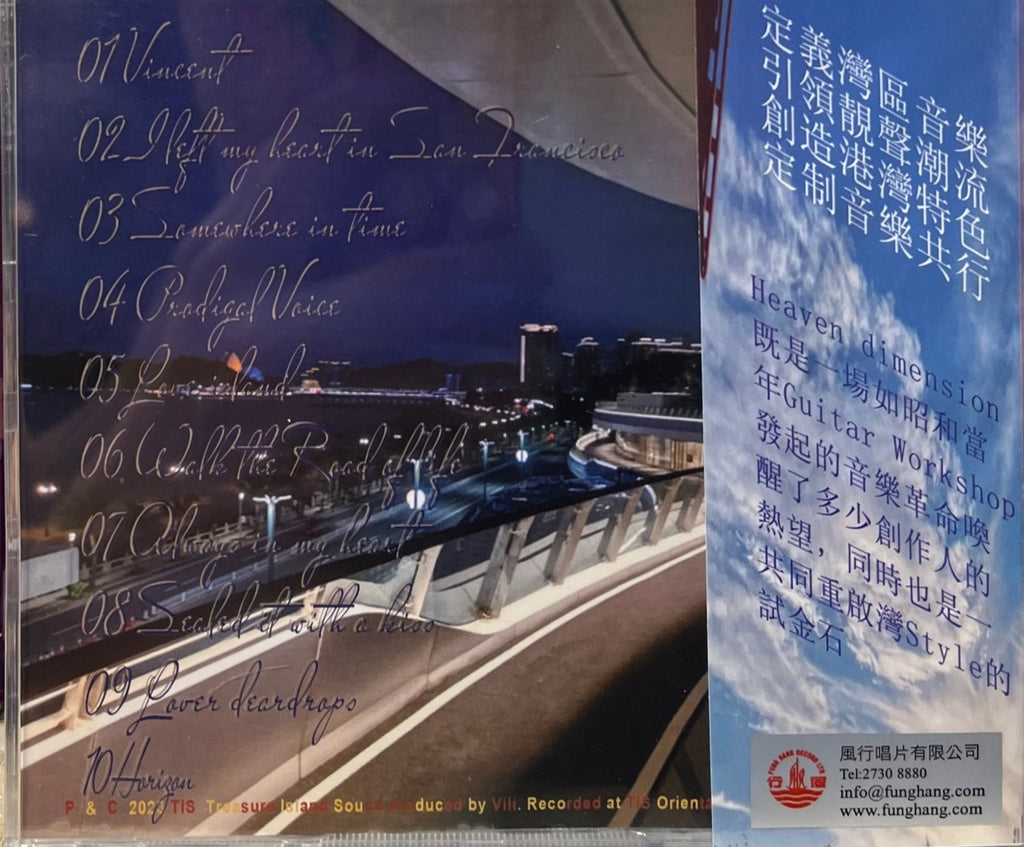 01 Vincent
02 I left my heart in San Francisco
03 Somewhere in time
04 Prodigal Voice
05 Love island
06 Walk the Road of life
07 Always in my heart
08 Sealed it with a kiss
09 Lover deardrops
10 Horizon
P & C TIS Treasure Island Sound produced by Vili. Recorded at TIS
定義灣區音樂
引領靚聲潮流
創造港灣特色
定制音樂共行
Heaven dimension
既是一場如昭和當
年Guitar Workshop
發起的音樂革命喚
醒了多少創作人的
熱望，同時也是一
共同重啟灣Style的
試金石
FUNG HANG RECORD LTD
行風
風行唱片有限公司
Tel:2730 8880
info@funghang.com
www.funghang.com